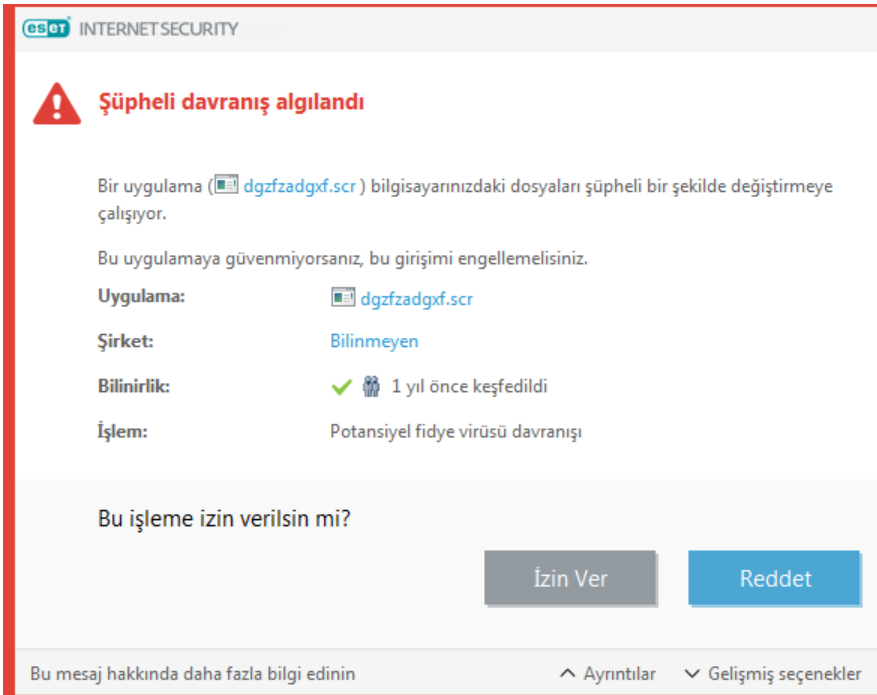 eset INTERNET SECURITY
Şüpheli davranış algılandı
Bir uygulama ( dgzfzadgxf.scr ) bilgisayarınızdaki dosyaları şüpheli bir şekilde değiştirmeye
çalışıyor.
Bu uygulamaya güvenmiyorsanız, bu girişimi engellemelisiniz.
Uygulama: dgzfzadgxf.scr
Şirket: Bilinmeyen
Bilinirlik: 1 yıl önce keşfedildi
İşlem: Potansiyel fidye virüsü davranışı
Bu işleme izin verilsin mi?
İzin Ver Reddet
Bu mesaj hakkında daha fazla bilgi edinin Ayrıntılar Gelişmiş seçenekler